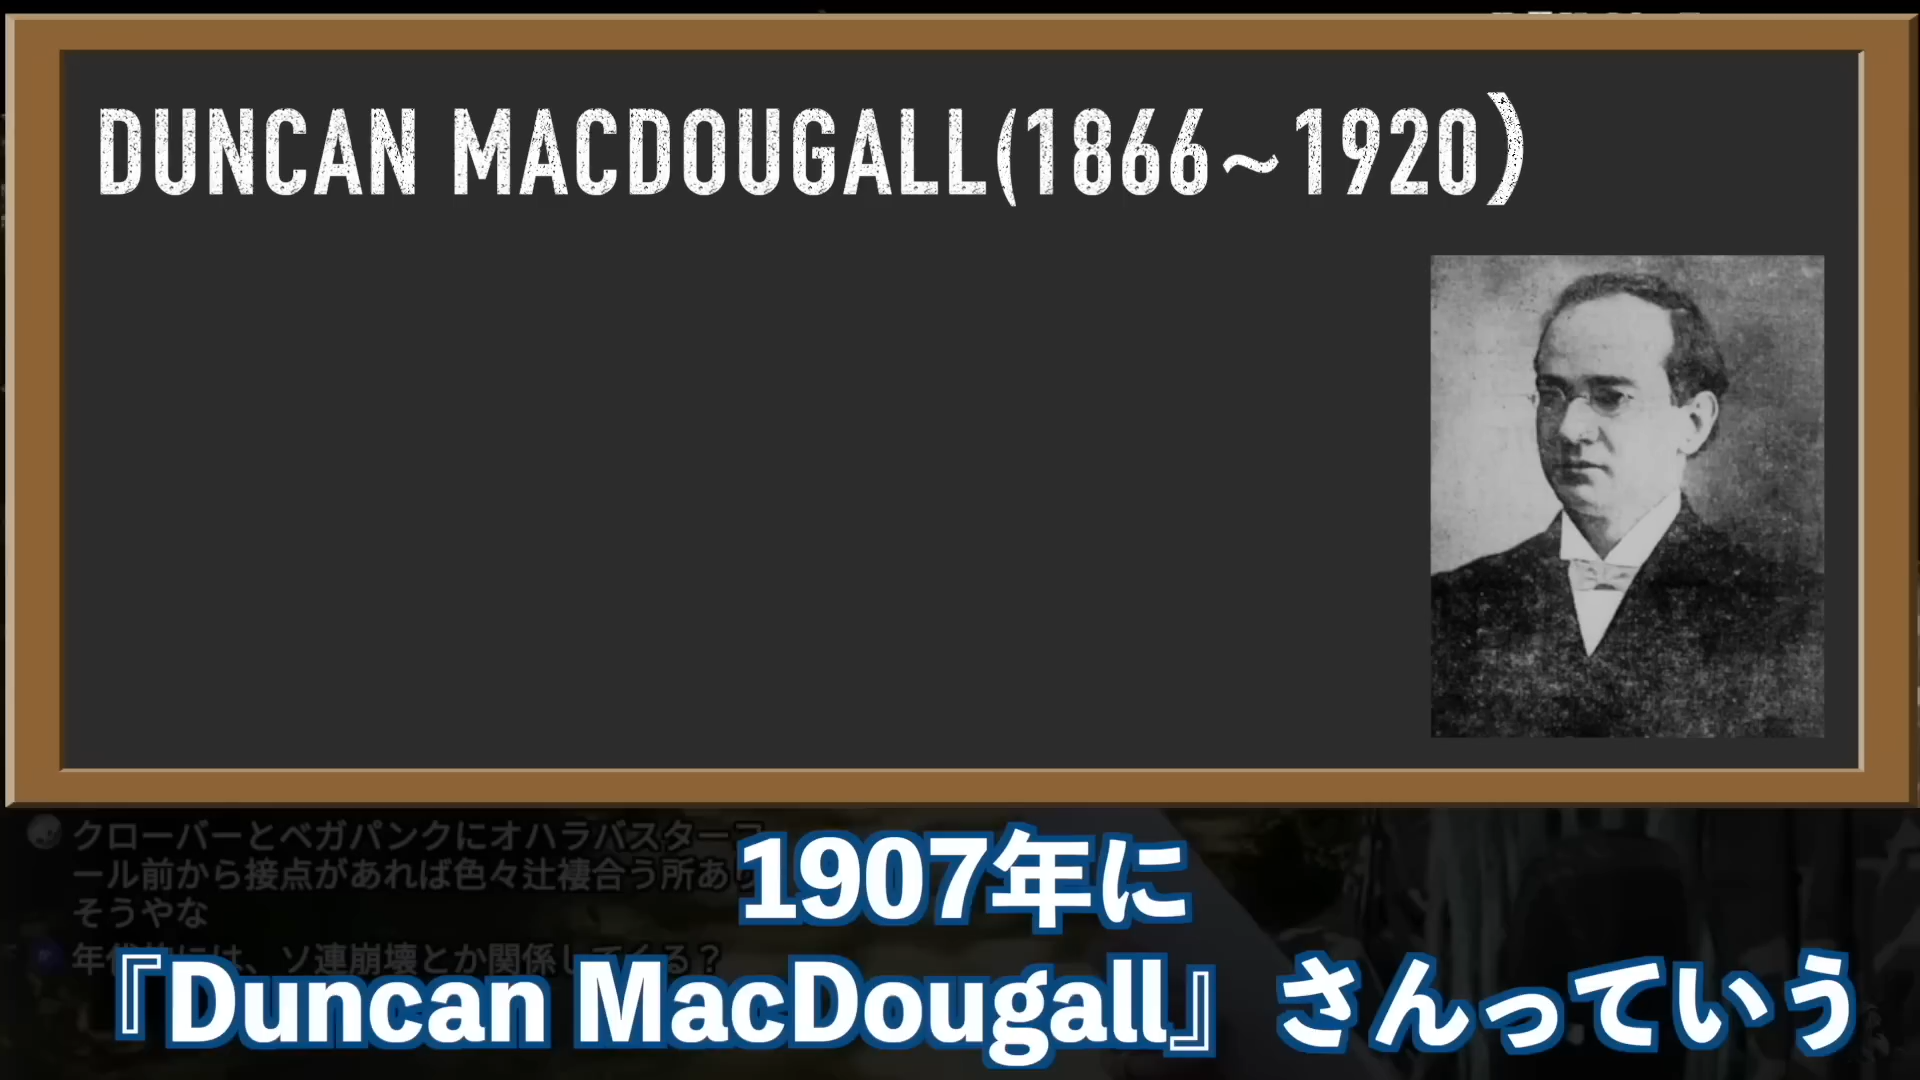 DUNCAN MACDOUGALL(1866~1920)
クローバーとベガパンクにオハラバスターコ
ール前から接点があれば色々辻褄合う所あり
そうやな
年代的には、ソ連崩壊とか関係してくる？
1907年に
『Duncan MacDougall』さんっていう